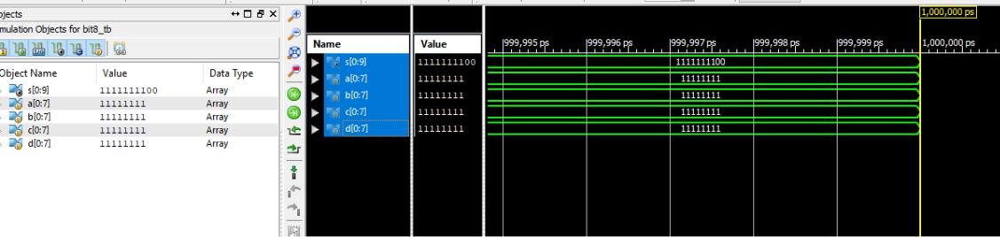 ojects
mulation Objects for bit8_tb
Object Name Value Data Type
s[0:9] 1111111100 Array
a[0:7] 11111111 Array
b[0:7] 11111111 Array
c[0:7] 11111111 Array
d[0:7] 11111111 Array
1,000,000 ps
Name Value 999,995 ps 999,996 ps 999,997 ps 999,998 ps 999,999 ps 1,000,000 ps
s[0:9] 1111111100 1111111100
a[0:7] 11111111 11111111
b[0:7] 11111111 11111111
c[0:7] 11111111 11111111
d[0:7] 11111111 11111111